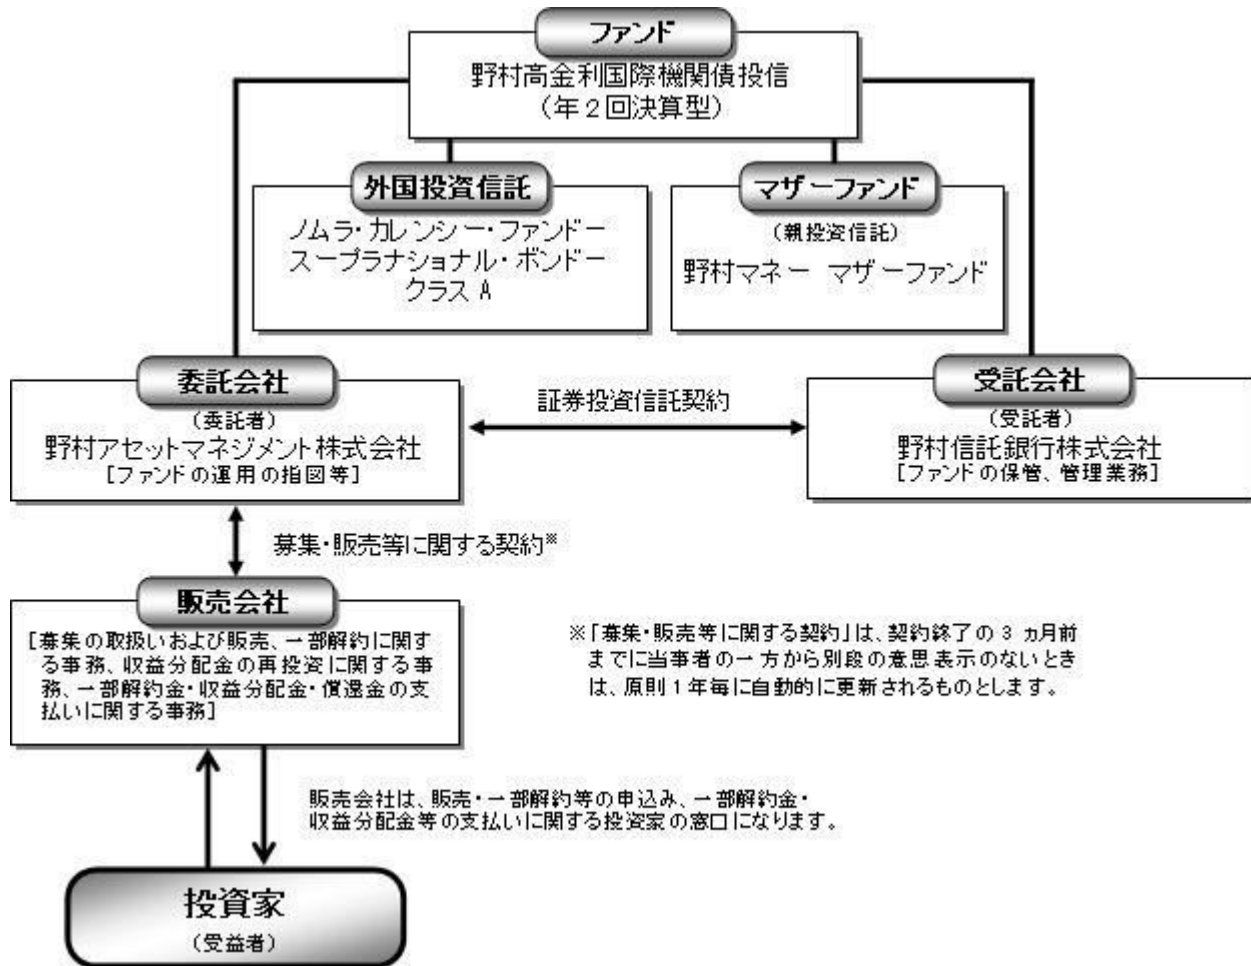 ファンド
野村高金利国際機関債投信
(年2回決算型)
外国投資信託
ノムラ・カレンシー・ファンドー
スープラナショナル・ボンドー
クラス A
マザーファンド
(親投資信託)
野村マネー マザーファンド
委託会社
(委託者)
野村アセットマネジメント株式会社
[ファンドの運用の指図等]
証券投資信託契約
受託会社
(受託者)
野村信託銀行株式会社
[ファンドの保管、管理業務]
募集・販売等に関する契約※
販売会社
[募集の取扱いおよび販売、一部解約に関す
る事務、収益分配金の再投資に関する事
務、一部解約金・収益分配金・償還金の支
払いに関する事務]
※「募集・販売等に関する契約」は、契約終了の 3 ヵ月前
までに当事者の一方から別段の意思表示のないとき
は、原則1年毎に自動的に更新されるものとします。
販売会社は、販売・一部解約等の申込み、一部解約金・
収益分配金等の支払いに関する投資家の窓口になります。
投資家
(受益者)